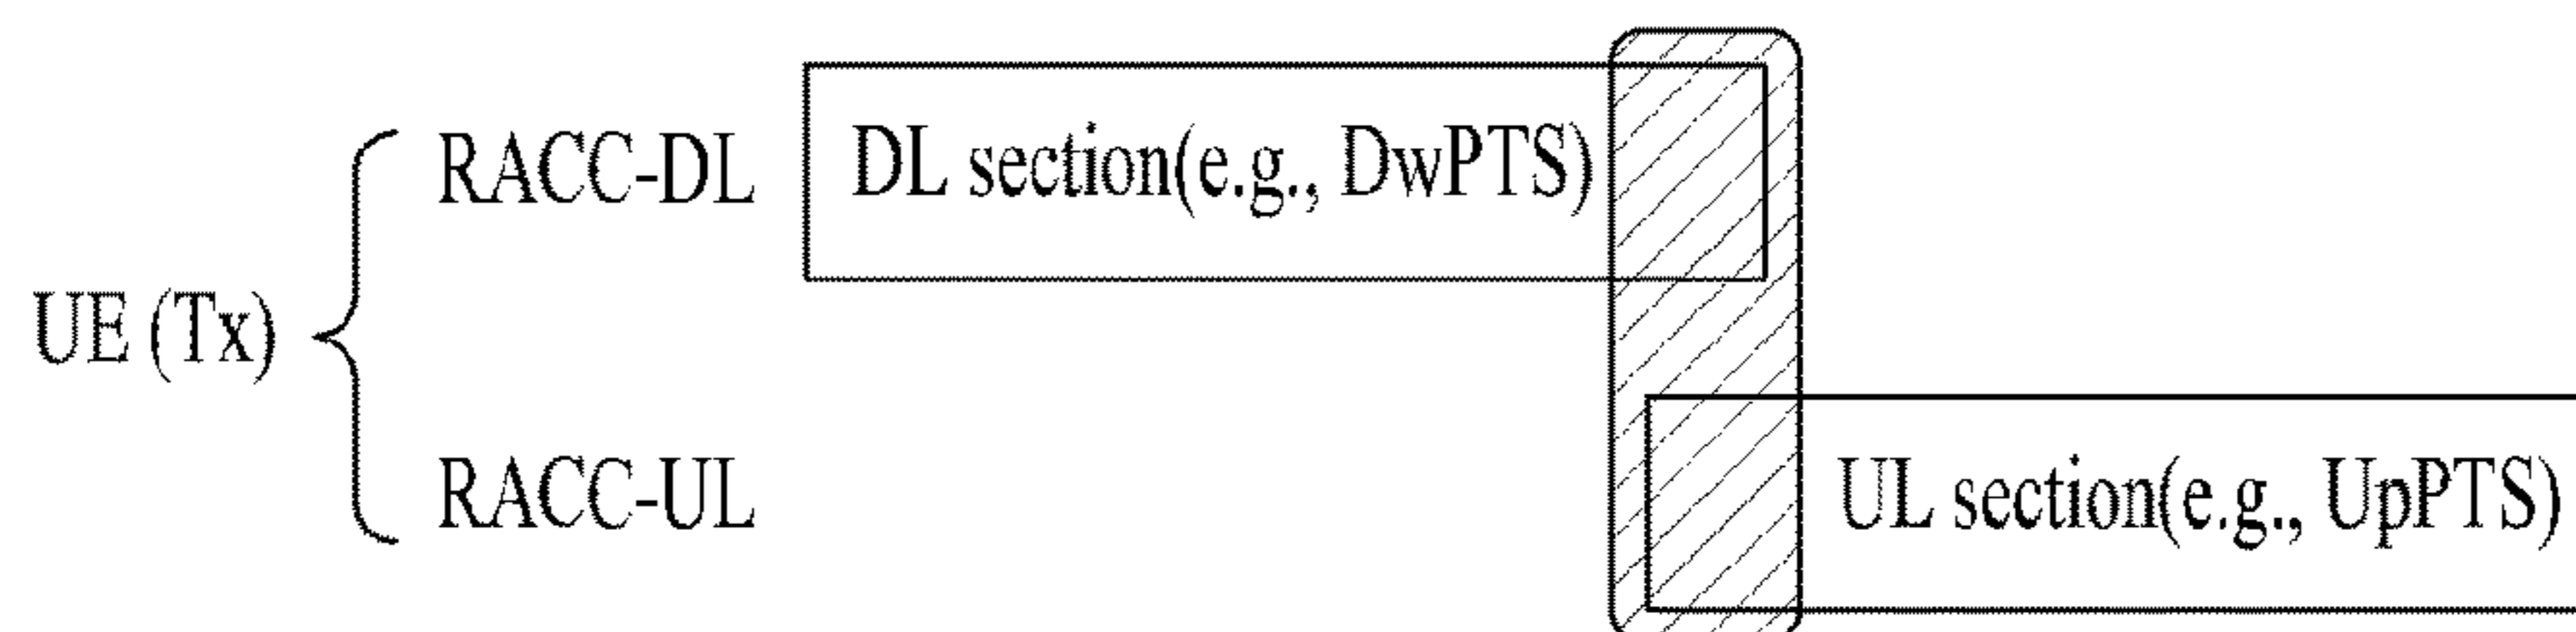 RACC-DL
DL section(e.g., DwPTS)
UE (Tx)
RACC-UL
UL section(e.g., UpPTS)